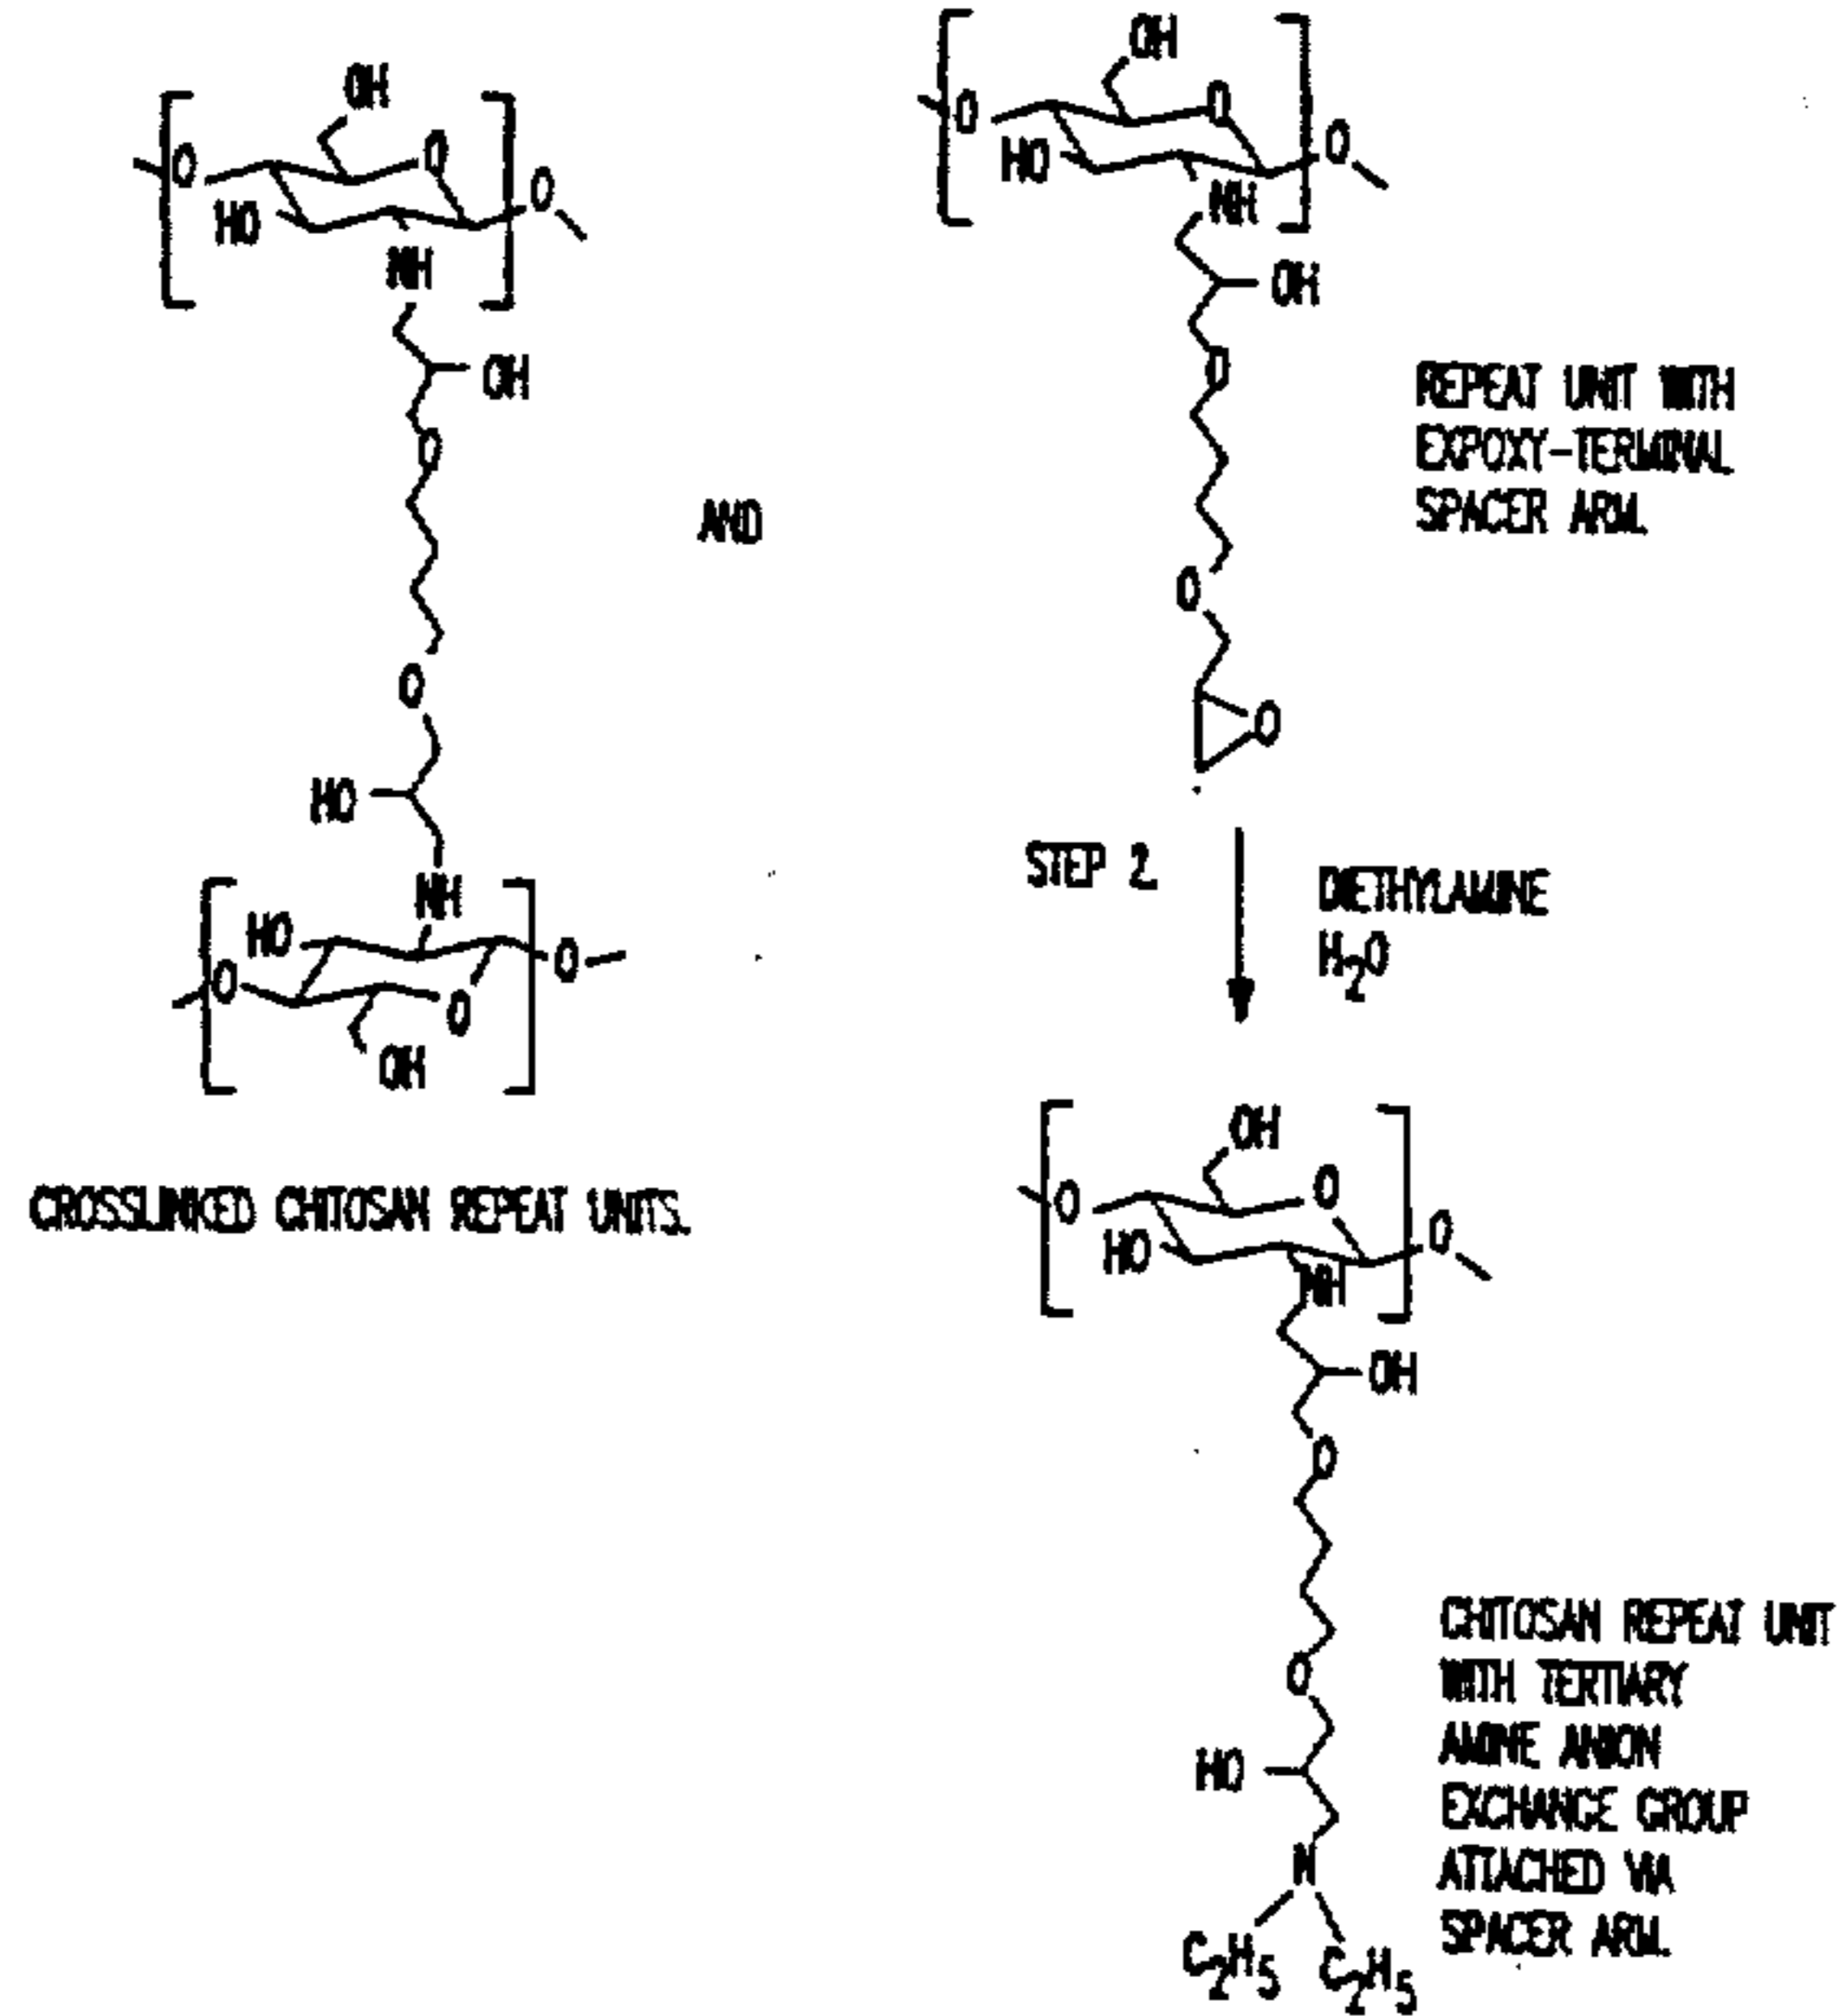 OH
O
O
O
HO
NH
OH
O
O
HO
NH
HO
O
O
O
OH
CROSSLINKED CHITOSAN REPEAT UNITS.
AND
OH
O
O
O
HO
NH
OH
O
O
O
REPEAT UNIT WITH
EXPOXY-TERMINAL
SPACER ARM.
STEP 2.
DIETHYLAMINE
H2O
OH
O
O
O
HO
NH
OH
O
O
HO
N
C2H5
C2H5
CHITOSAN REPEAT UNIT
WITH TERTIARY
AMINE ANION
EXCHANGE GROUP
ATTACHED VIA
SPACER ARM.